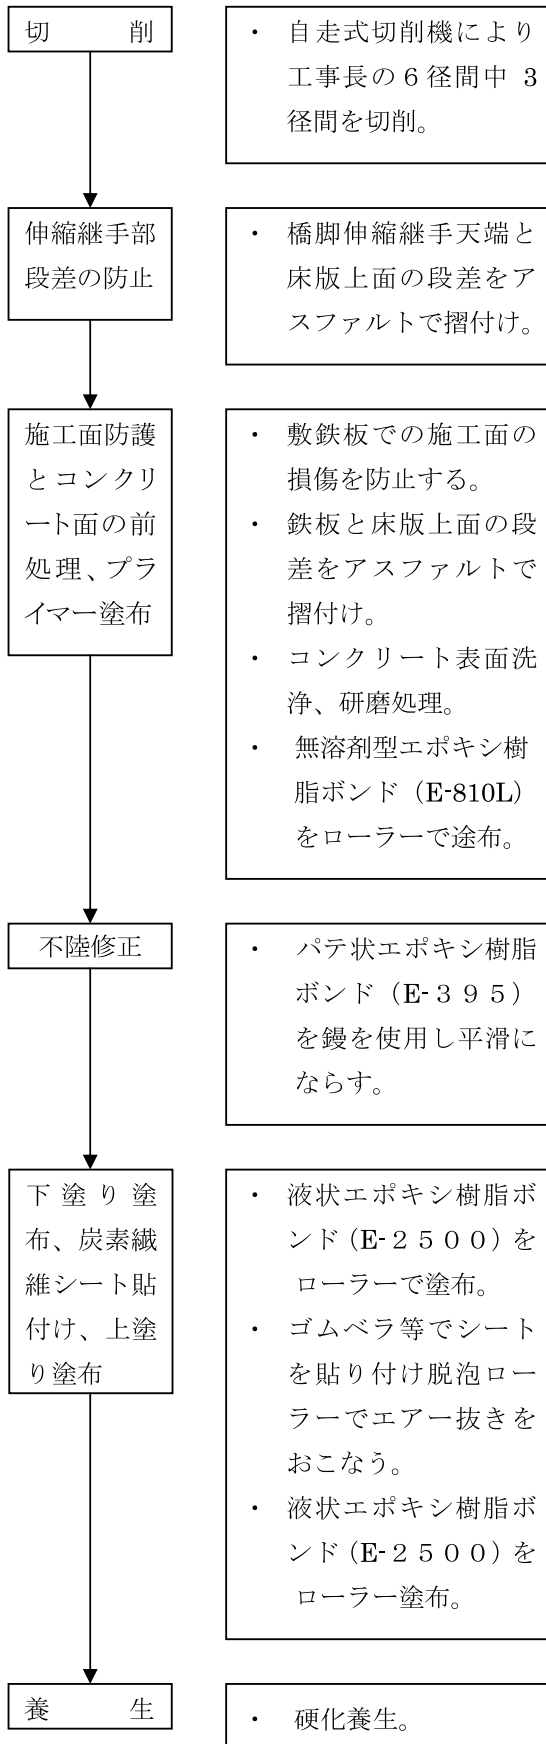 切　　　削
・　自走式切削機により
工事長の６径間中 3
径間を切削。
伸縮継手部
段差の防止
・　橋脚伸縮継手天端と
床版上面の段差をア
スファルトで摺付け。
施工面防護
とコンクリ
ート面の前
処理、プラ
イマー塗布
・　敷鉄板での施工面の
損傷を防止する。
・　鉄板と床版上面の段
差をアスファルトで
摺付け。
・　コンクリート表面洗
浄、研磨処理。
・　無溶剤型エポキシ樹
脂ボンド（E-810L）
をローラーで塗布。
不陸修正
・　パテ状エポキシ樹脂
ボンド（E-３９５）
を鏝を使用し平滑に
ならす。
下塗り塗
布、炭素繊
維シート貼
付け、上塗
り塗布
・　液状エポキシ樹脂ボ
ンド（E-２５００）を
ローラーで塗布。
・　ゴムベラ等でシート
を貼り付け脱泡ロー
ラーでエアー抜きを
おこなう。
・　液状エポキシ樹脂ボ
ンド（E-２５００）を
ローラー塗布。
養　　　生
・　硬化養生。